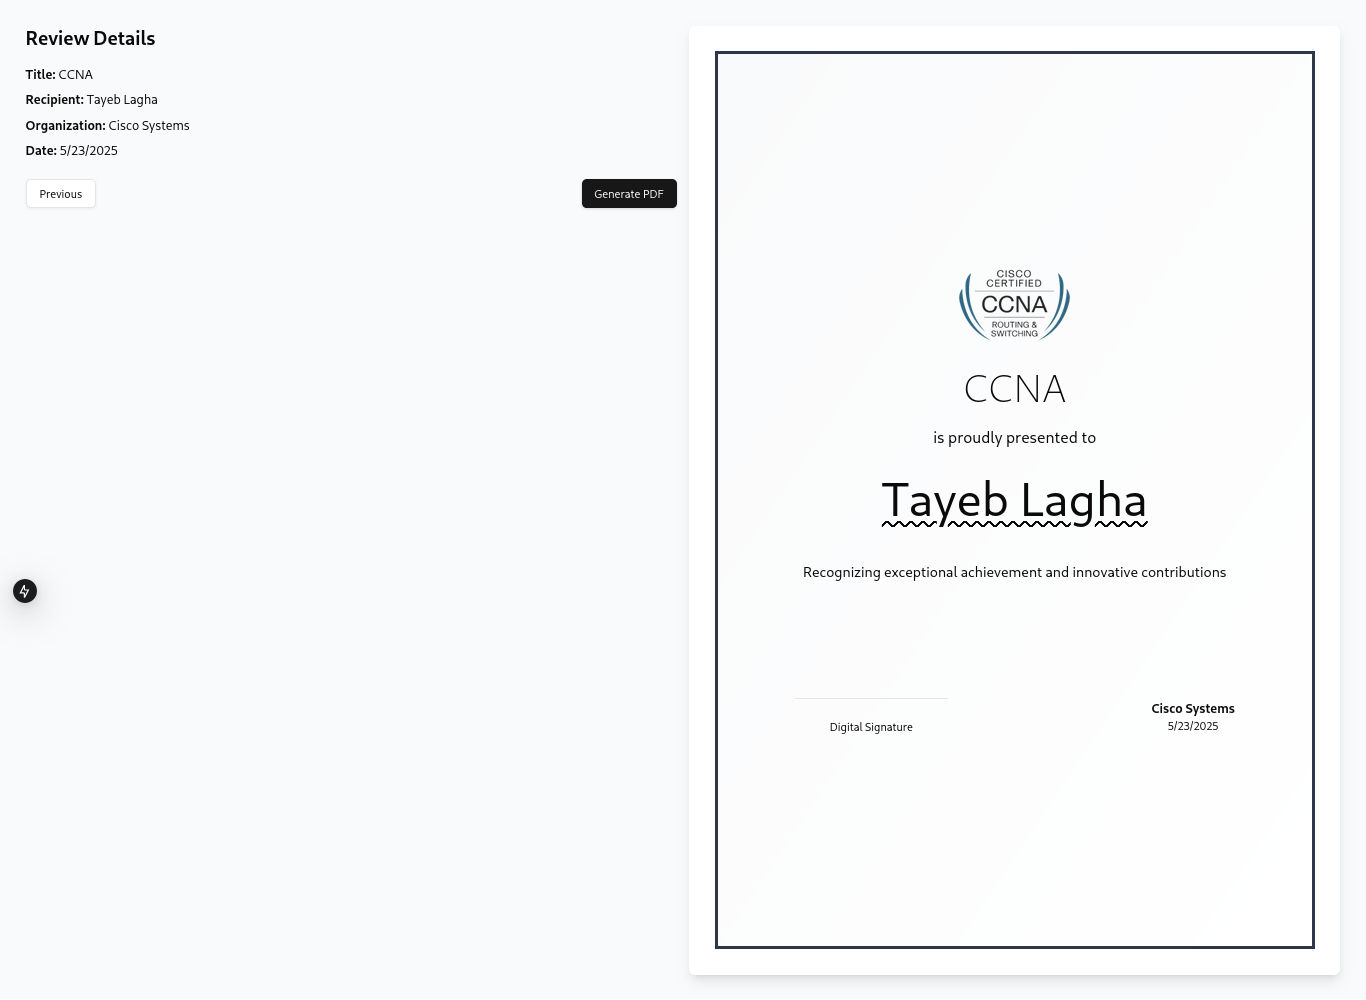 Review Details
Title: CCNA
Recipient: Tayeb Lagha
Organization: Cisco Systems
Date: 5/23/2025
Previous
Generate PDF
CISCO
CERTIFIED
CCNA
ROUTING &
SWITCHING
CCNA
is proudly presented to
Tayeb Lagha
Recognizing exceptional achievement and innovative contributions
Digital Signature
Cisco Systems
5/23/2025